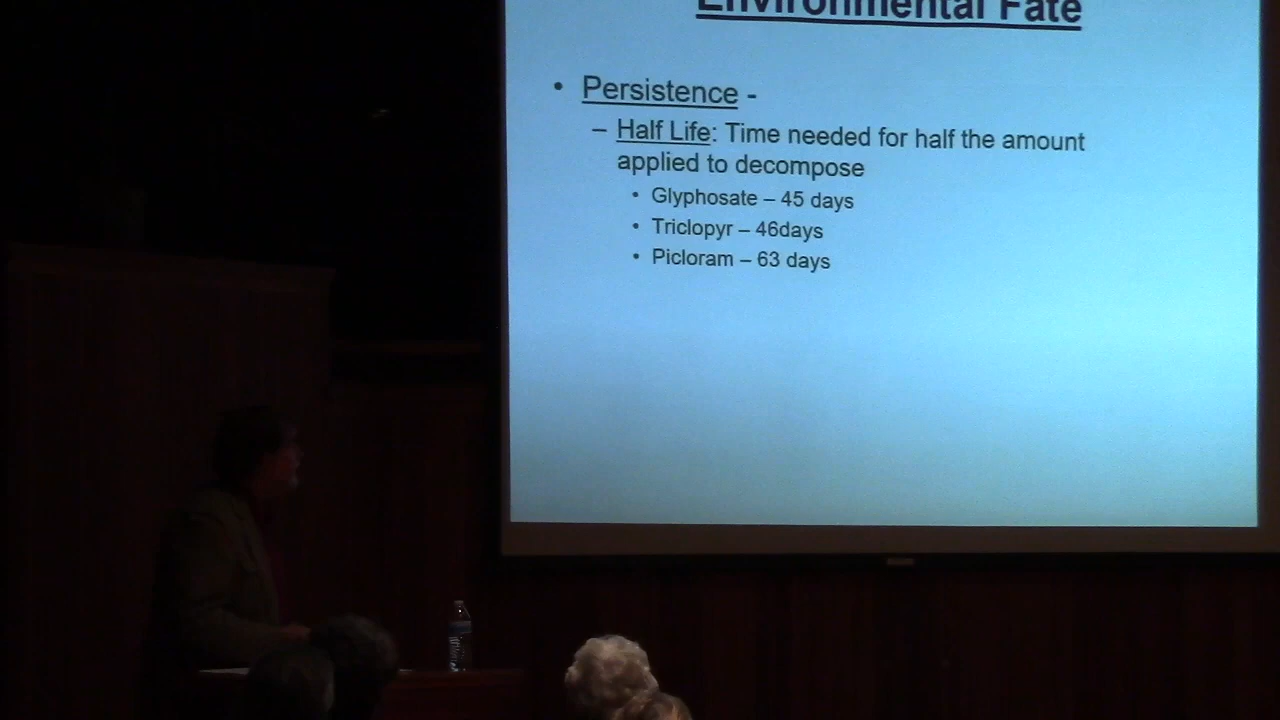 Environmental Fate
• Persistence -
– Half Life: Time needed for half the amount
applied to decompose
• Glyphosate – 45 days
• Triclopyr – 46days
• Picloram – 63 days